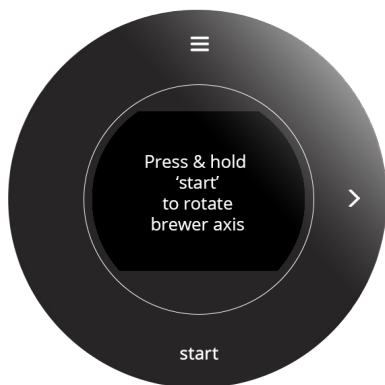 Press & hold
‘start’
to rotate
brewer axis
start